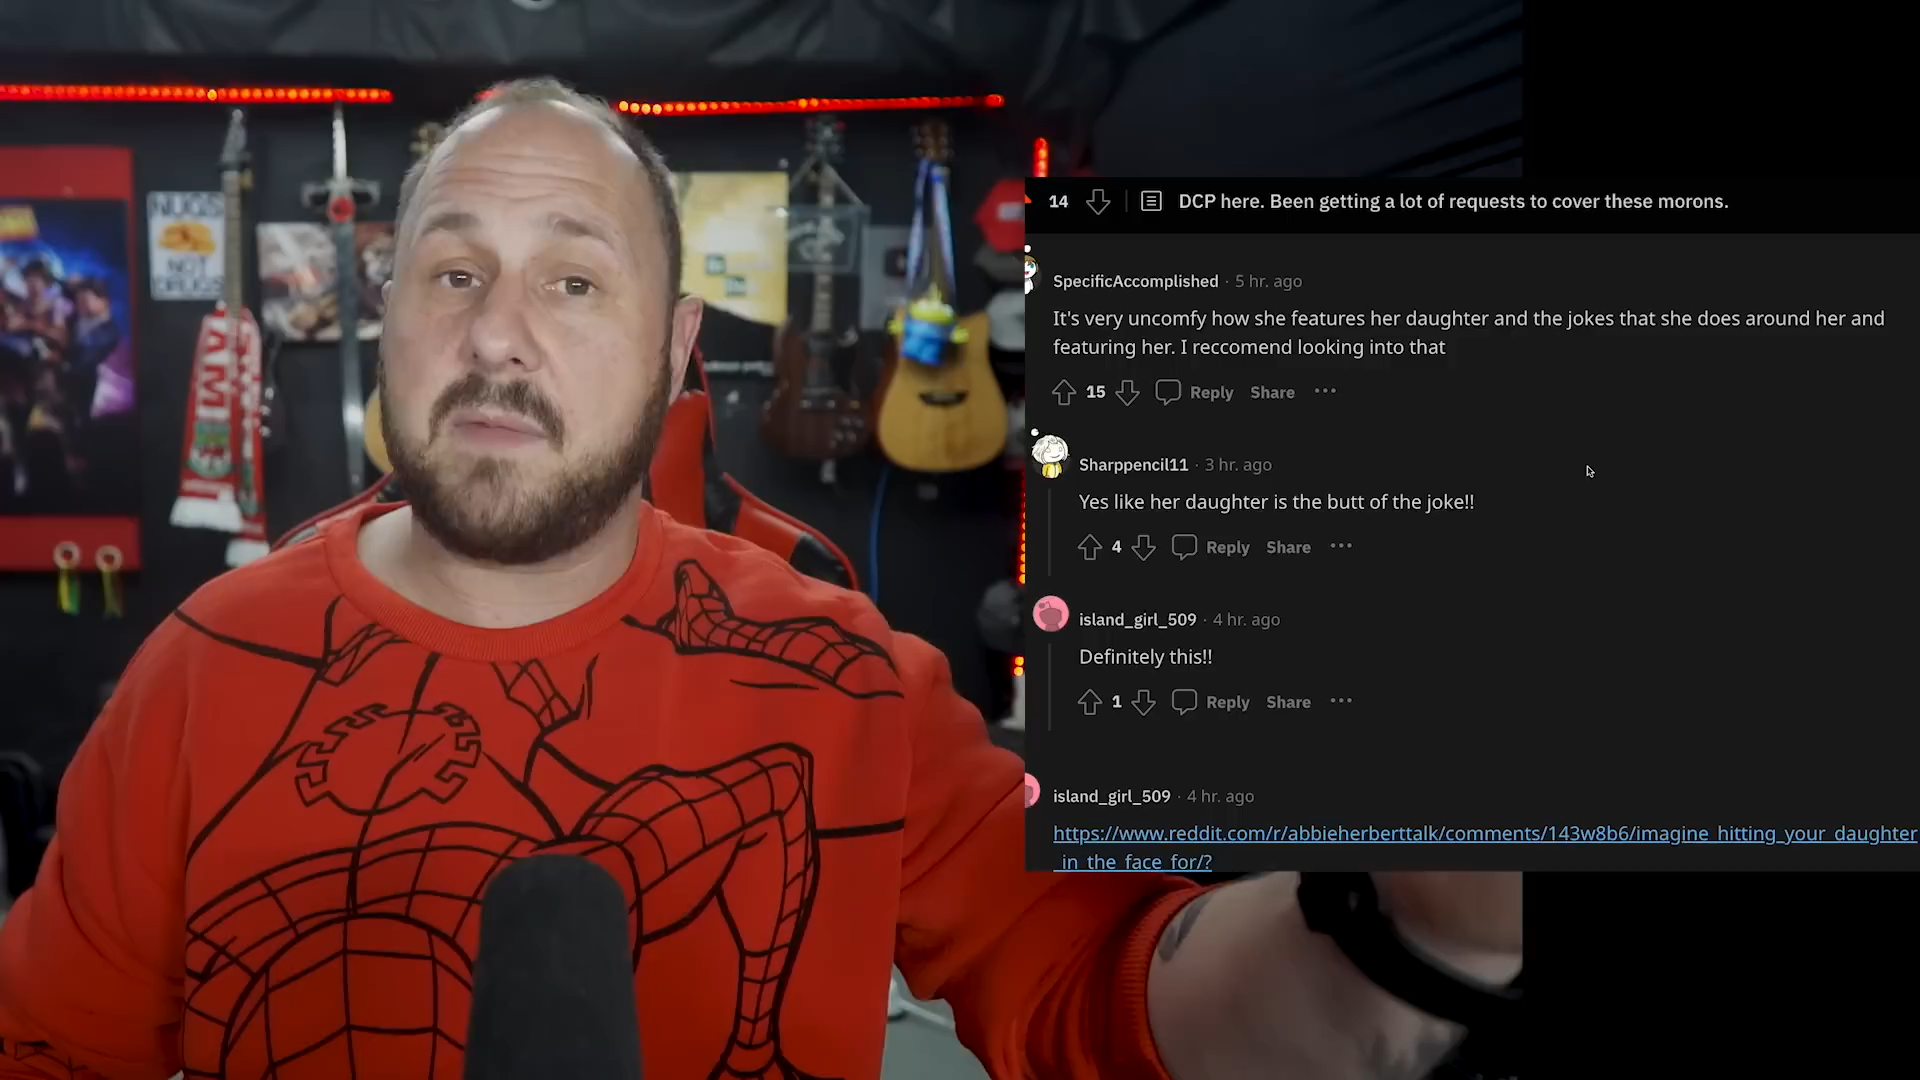 NUGS
NOT
DRUGS
14
DCP here. Been getting a lot of requests to cover these morons.
SpecificAccomplished · 5 hr. ago
It's very uncomfy how she features her daughter and the jokes that she does around her and
featuring her. I reccomend looking into that
15 Reply Share ···
Sharppencil11 · 3 hr. ago
Yes like her daughter is the butt of the joke!!
4 Reply Share ···
island_girl_509 · 4 hr. ago
Definitely this!!
1 Reply Share ···
island_girl_509 · 4 hr. ago
https://www.reddit.com/r/abbieherberttalk/comments/143w8b6/imagine_hitting_your_daughter
_in_the_face_for/?